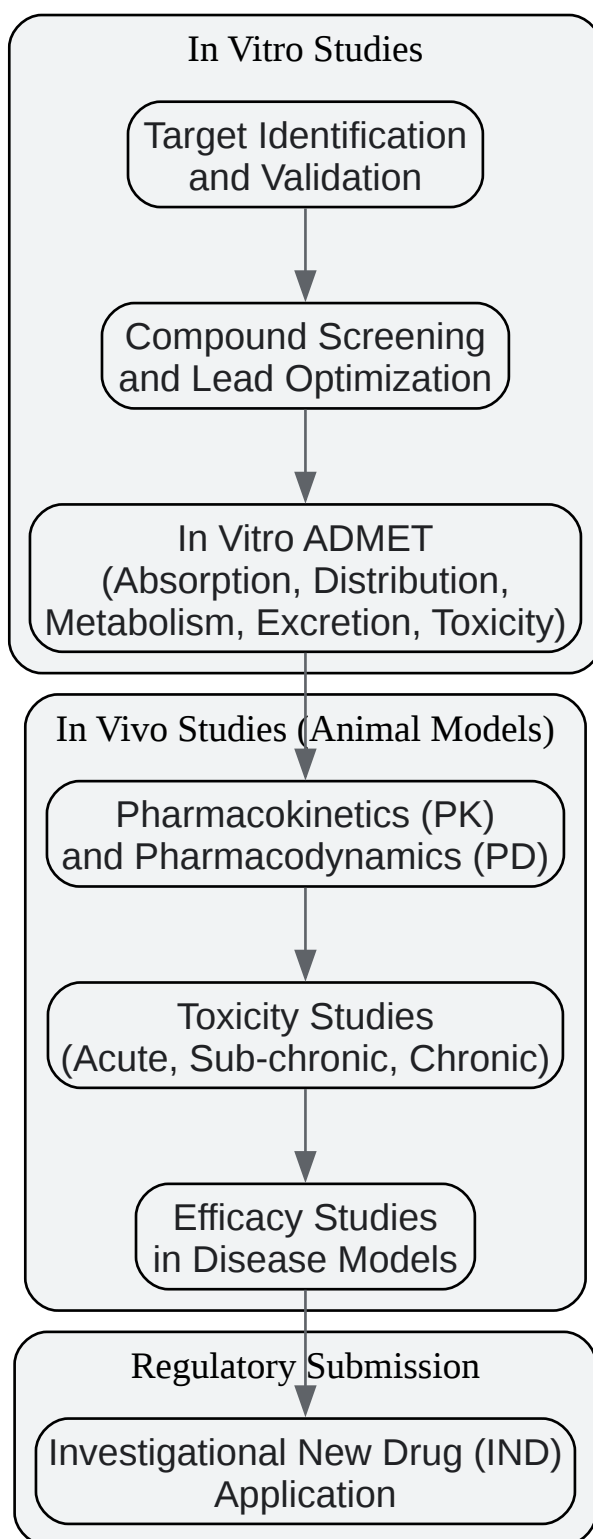 In Vitro Studies
Target Identification
and Validation
Compound Screening
and Lead Optimization
In Vitro ADMET
(Absorption, Distribution,
Metabolism, Excretion, Toxicity)
In Vivo Studies (Animal Models)
Pharmacokinetics (PK)
and Pharmacodynamics (PD)
Toxicity Studies
(Acute, Sub-chronic, Chronic)
Efficacy Studies
in Disease Models
Regulatory Submission
Investigational New Drug (IND)
Application